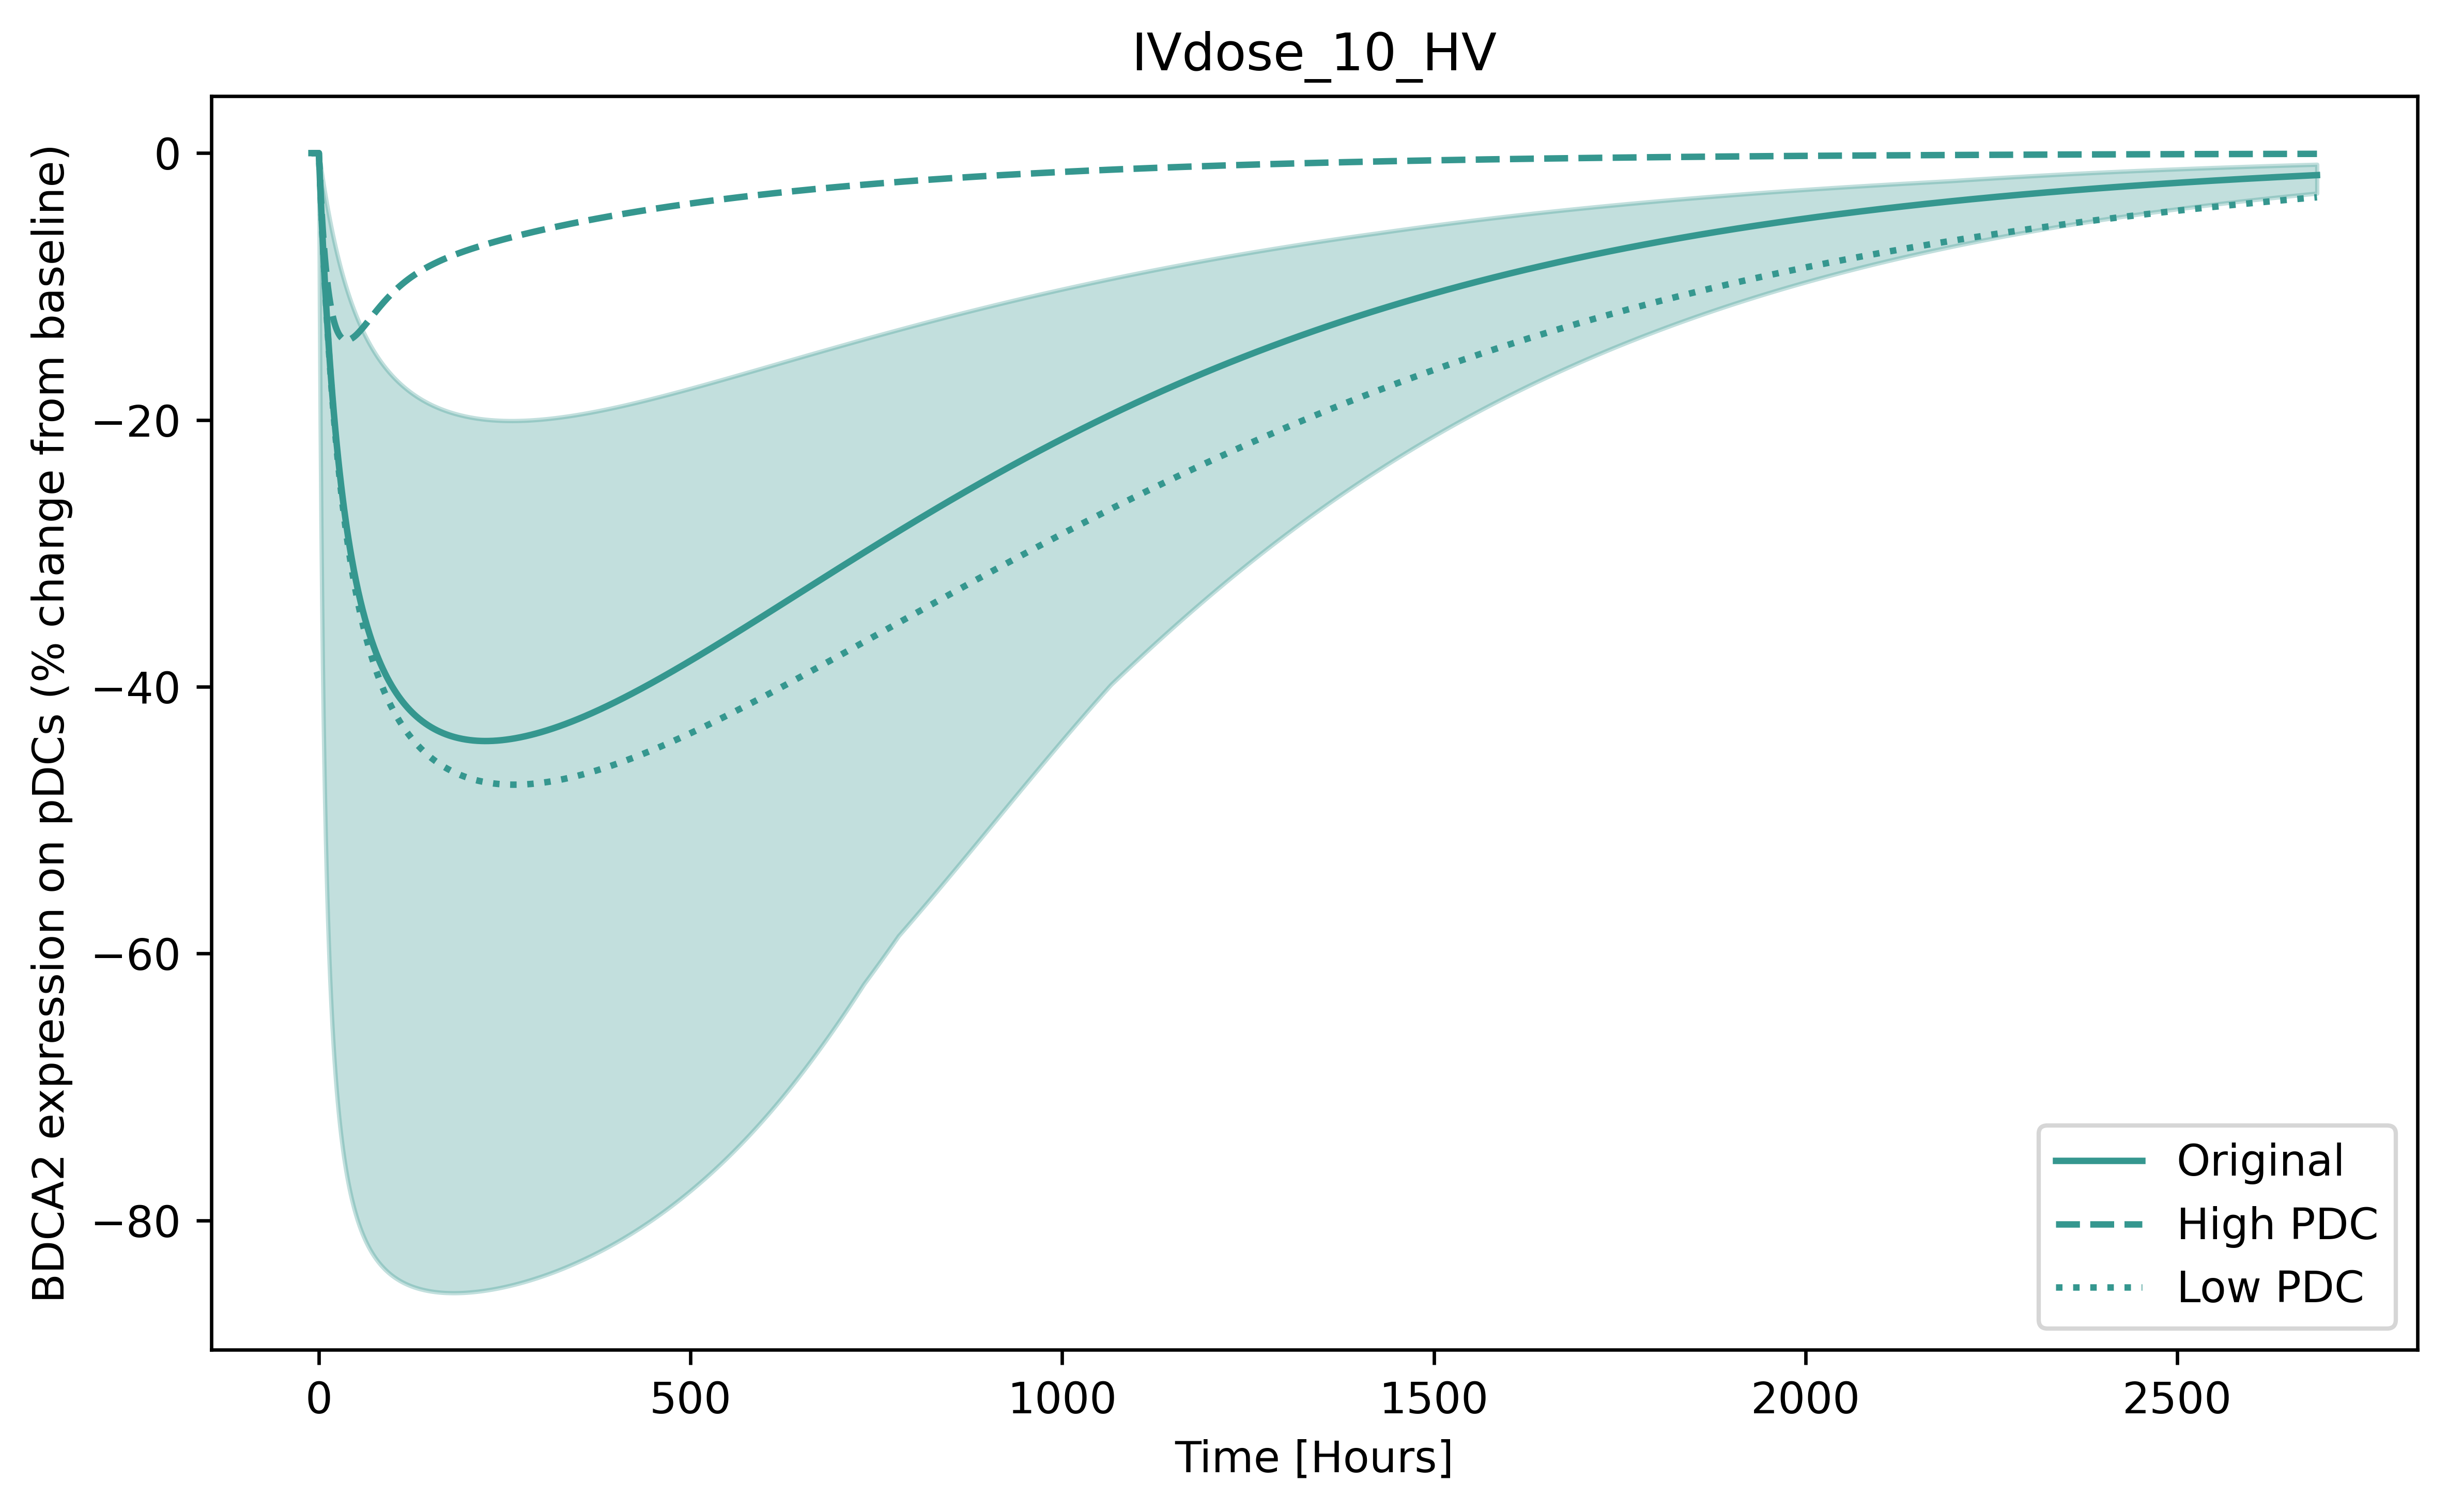 IVdose_10_HV
BDCA2 expression on pDCs (% change from baseline)
0
−20
−40
−60
−80
0
500
1000
1500
2000
2500
Time [Hours]
Original
High PDC
Low PDC